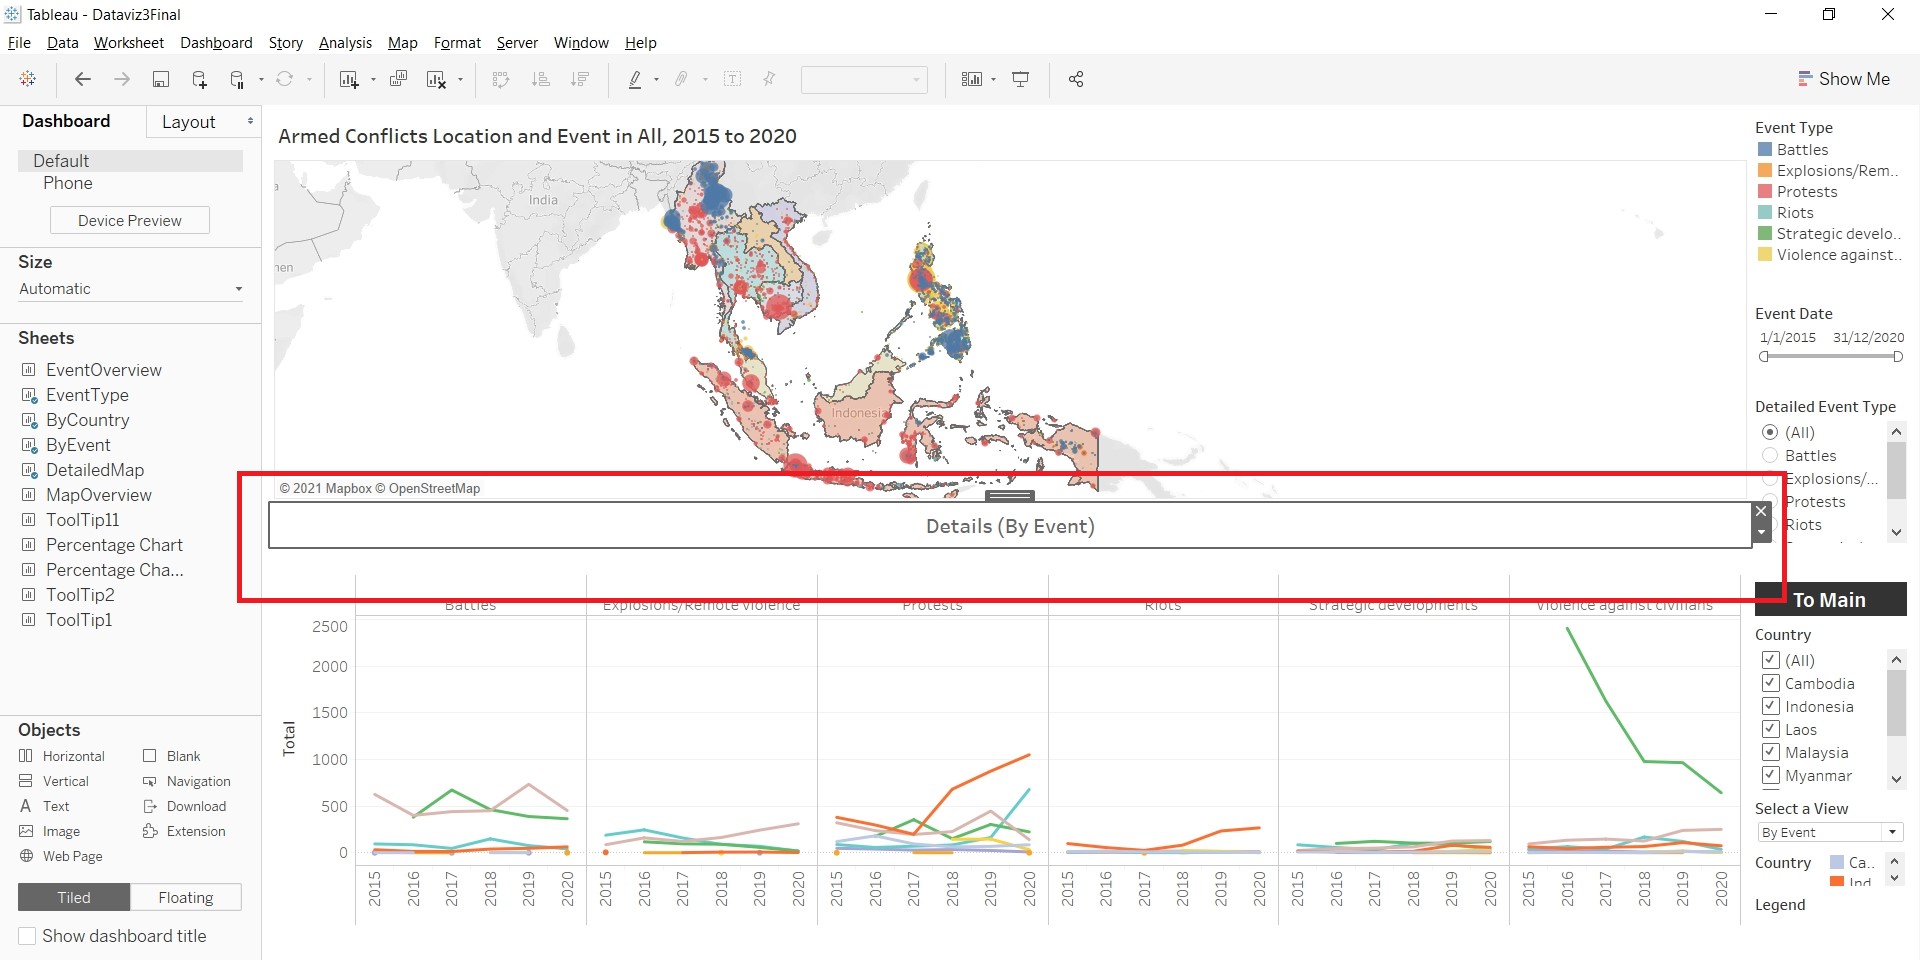 Tableau - Dataviz3Final
File Data Worksheet Dashboard Story Analysis Map Format Server Window Help
Show Me
Dashboard Layout
Default
Phone
Device Preview
Size
Automatic
Sheets
EventOverview
EventType
ByCountry
ByEvent
DetailedMap
MapOverview
ToolTip11
Percentage Chart
Percentage Cha...
ToolTip2
ToolTip1
Objects
Horizontal Blank
Vertical Navigation
Text Download
Image Extension
Web Page
Tiled Floating
Show dashboard title
Armed Conflicts Location and Event in All, 2015 to 2020
India
Indonesia
© 2021 Mapbox © OpenStreetMap
Details (By Event)
Battles Explosions/Remote violence Protests Riots Strategic developments Violence against civilians
Total
2500
2000
1500
1000
500
0
2015 2016 2017 2018 2019 2020 2015 2016 2017 2018 2019 2020 2015 2016 2017 2018 2019 2020 2015 2016 2017 2018 2019 2020 2015 2016 2017 2018 2019 2020 2015 2016 2017 2018 2019 2020
Event Type
Battles
Explosions/Rem..
Protests
Riots
Strategic develo..
Violence against..
Event Date
1/1/2015 31/12/2020
Detailed Event Type
(All)
Battles
Explosions/...
Protests
Riots
To Main
Country
(All)
Cambodia
Indonesia
Laos
Malaysia
Myanmar
Select a View
By Event
Country Ca..
Ind
Legend